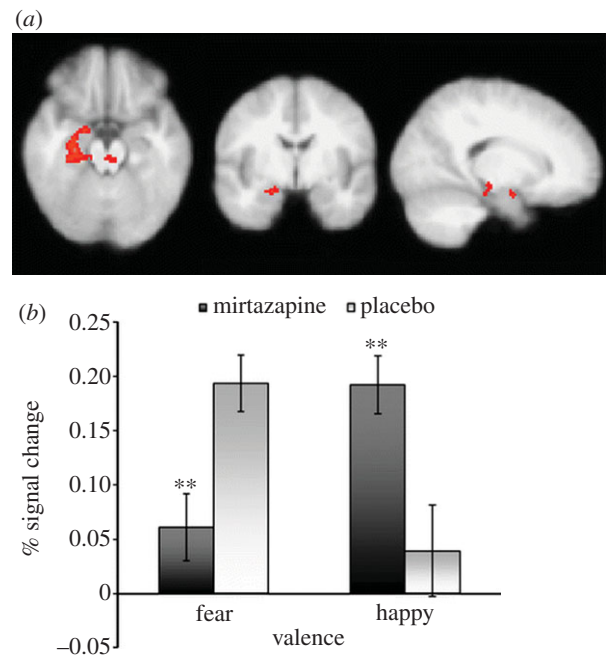 (a)
(b)
mirtazapine placebo
0.25
0.20
0.15
0.10
0.05
0
–0.05
% signal change
**
**
fear happy
valence